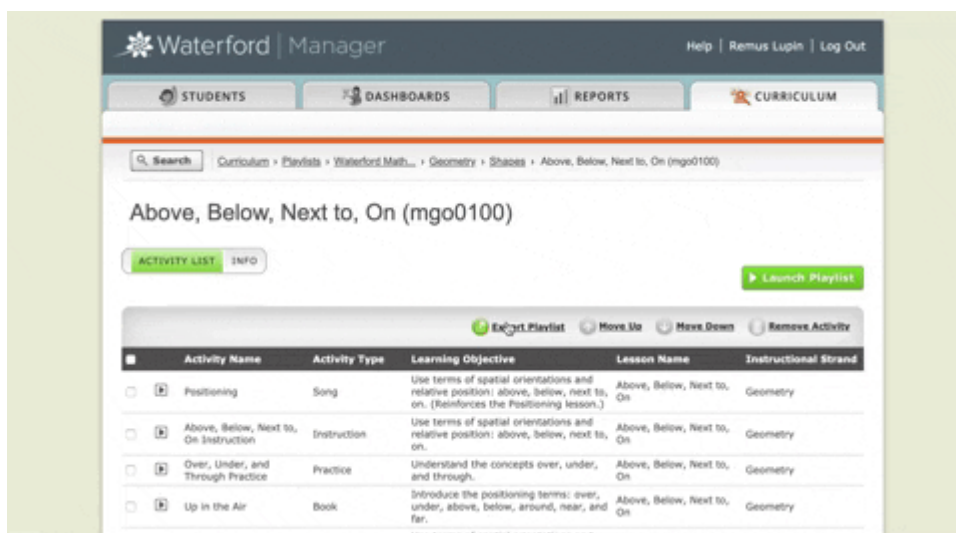 Waterford | Manager
Help | Remus Lupin | Log Out
STUDENTS
DASHBOARDS
REPORTS
CURRICULUM
Search
Curriculum › Playlists › Waterford Math... › Geometry › Shapes › Above, Below, Next to, On (mgo0100)
Above, Below, Next to, On (mgo0100)
ACTIVITY LIST INFO
Launch Playlist
Export Playlist Move Up Move Down Remove Activity
Activity Name Activity Type Learning Objective Lesson Name Instructional Strand
Positioning
Song
Use terms of spatial orientations and
relative position: above, below, next to,
on. (Reinforces the Positioning lesson.)
Above, Below, Next to,
On
Geometry
Above, Below, Next to,
On Instruction
Instruction
Use terms of spatial orientations and
relative position: above, below, next to,
on.
Above, Below, Next to,
On
Geometry
Over, Under, and
Through Practice
Practice
Understand the concepts over, under,
and through.
Above, Below, Next to,
On
Geometry
Up in the Air
Book
Introduce the positioning terms: over,
under, above, below, around, near, and
far.
Above, Below, Next to,
On
Geometry